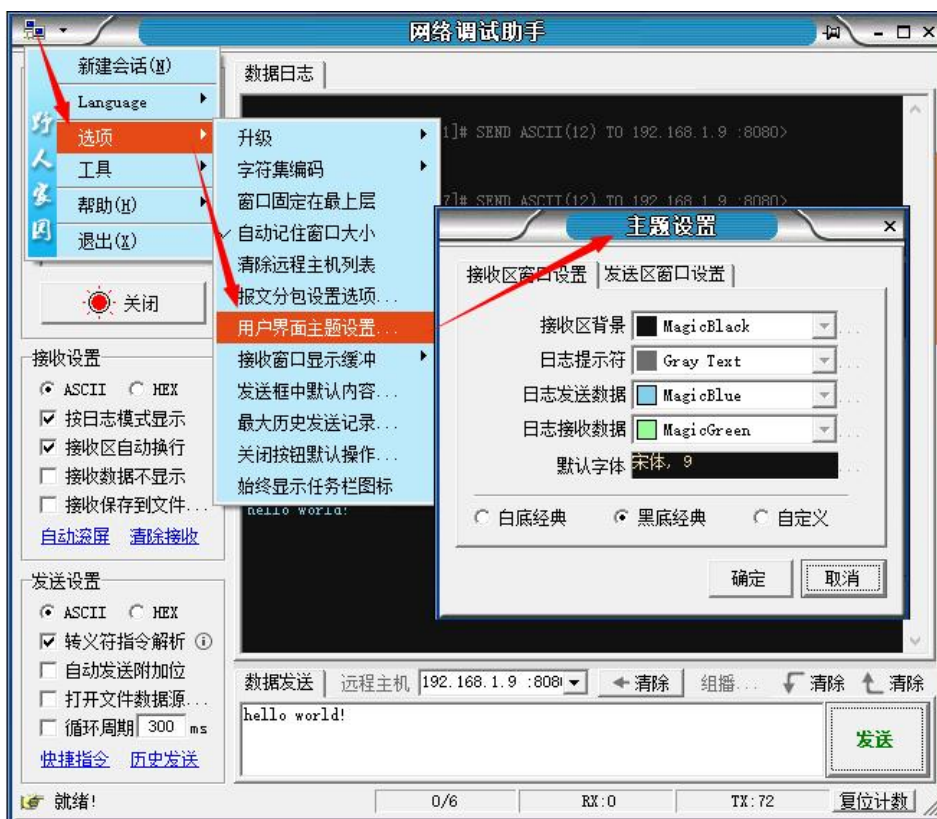 网络调试助手
新建会话(N)
Language
选项
工具
帮助(H)
退出(X)
野人家园
数据日志
1]# SEND ASCII(12) TO 192.168.1.9 :8080>
7]# SEND ASCII(12) TO 192.168.1.9 :8080>
升级
字符集编码
窗口固定在最上层
自动记住窗口大小
清除远程主机列表
报文分包设置选项...
用户界面主题设置...
接收窗口显示缓冲
发送框中默认内容...
最大历史发送记录...
关闭按钮默认操作...
始终显示任务栏图标
hello world!
主题设置
接收区窗口设置 发送区窗口设置
接收区背景 MagicBlack ...
日志提示符 Gray Text ...
日志发送数据 MagicBlue ...
日志接收数据 MagicGreen ...
默认字体 宋体, 9 ...
白底经典 黑底经典 自定义
确定 取消
关闭
接收设置
ASCII HEX
按日志模式显示
接收区自动换行
接收数据不显示
接收保存到文件...
自动滚屏 清除接收
发送设置
ASCII HEX
转义符指令解析
自动发送附加位
打开文件数据源...
循环周期 300 ms
快捷指令 历史发送
数据发送 远程主机 192.168.1.9 :808 清除 组播... 清除 清除
hello world!
发送
就绪! 0/6 RX:0 TX:72 复位计数